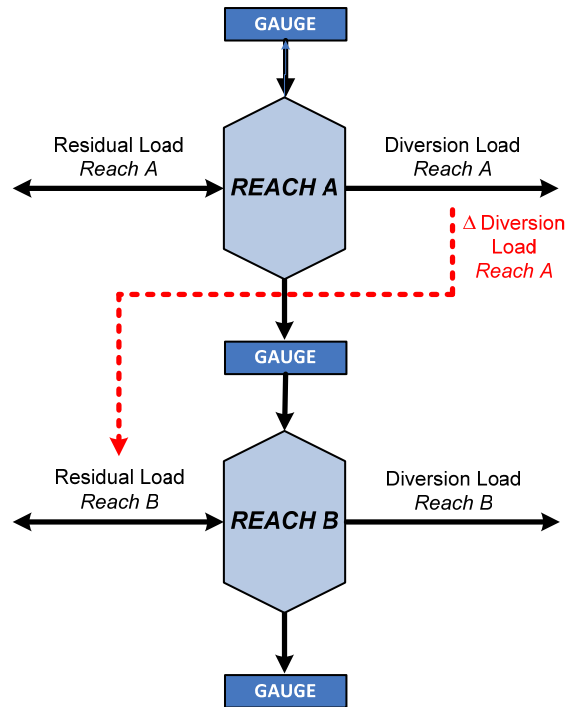 GAUGE
Residual Load
Reach A
REACH A
Diversion Load
Reach A
Δ Diversion
Load
Reach A
GAUGE
Residual Load
Reach B
REACH B
Diversion Load
Reach B
GAUGE